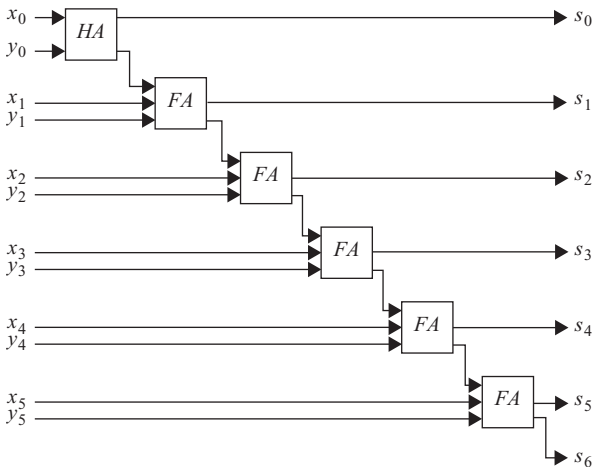 x0 HA s0
y0
x1 FA s1
y1
x2 FA s2
y2
x3 FA s3
y3
x4 FA s4
y4
x5 FA s5
y5
s6